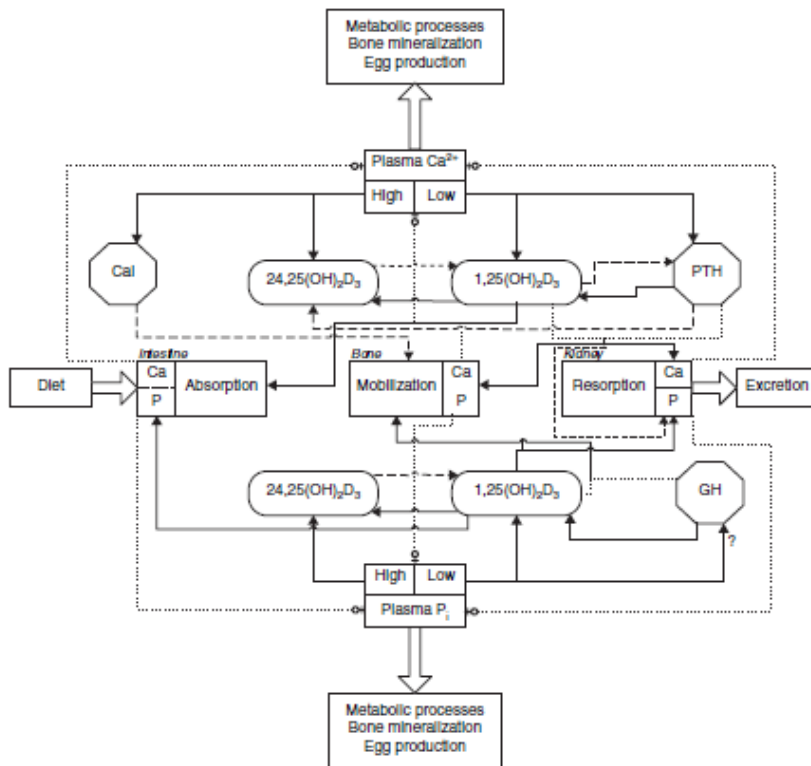 Metabolic processes
Bone mineralization
Egg production
Plasma Ca²⁺
High Low
Cal
24,25(OH)₂D₃
1,25(OH)₂D₃
PTH
Intestine
Bone
Kidney
Diet
Ca
P
Absorption
Mobilization
Ca
P
Resorption
Ca
P
Excretion
24,25(OH)₂D₃
1,25(OH)₂D₃
GH
?
High Low
Plasma Pᵢ
Metabolic processes
Bone mineralization
Egg production